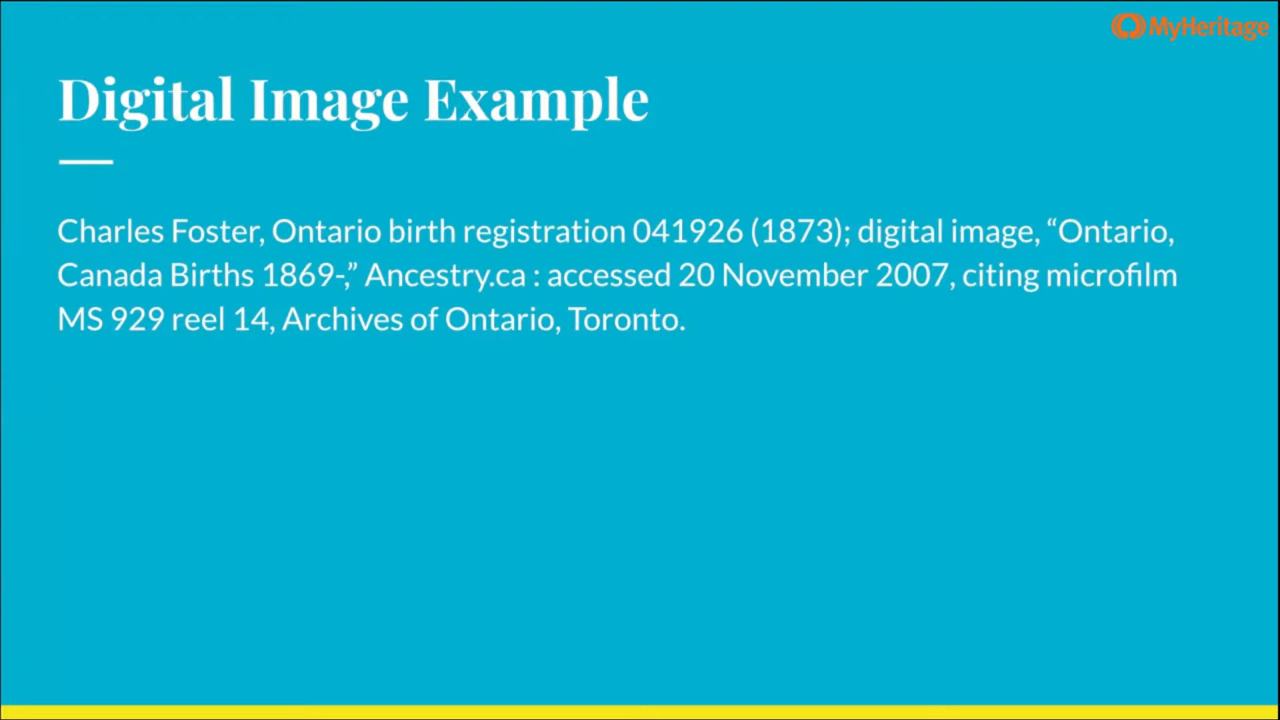 MyHeritage
Digital Image Example
Charles Foster, Ontario birth registration 041926 (1873); digital image, “Ontario,
Canada Births 1869-,” Ancestry.ca : accessed 20 November 2007, citing microfilm
MS 929 reel 14, Archives of Ontario, Toronto.